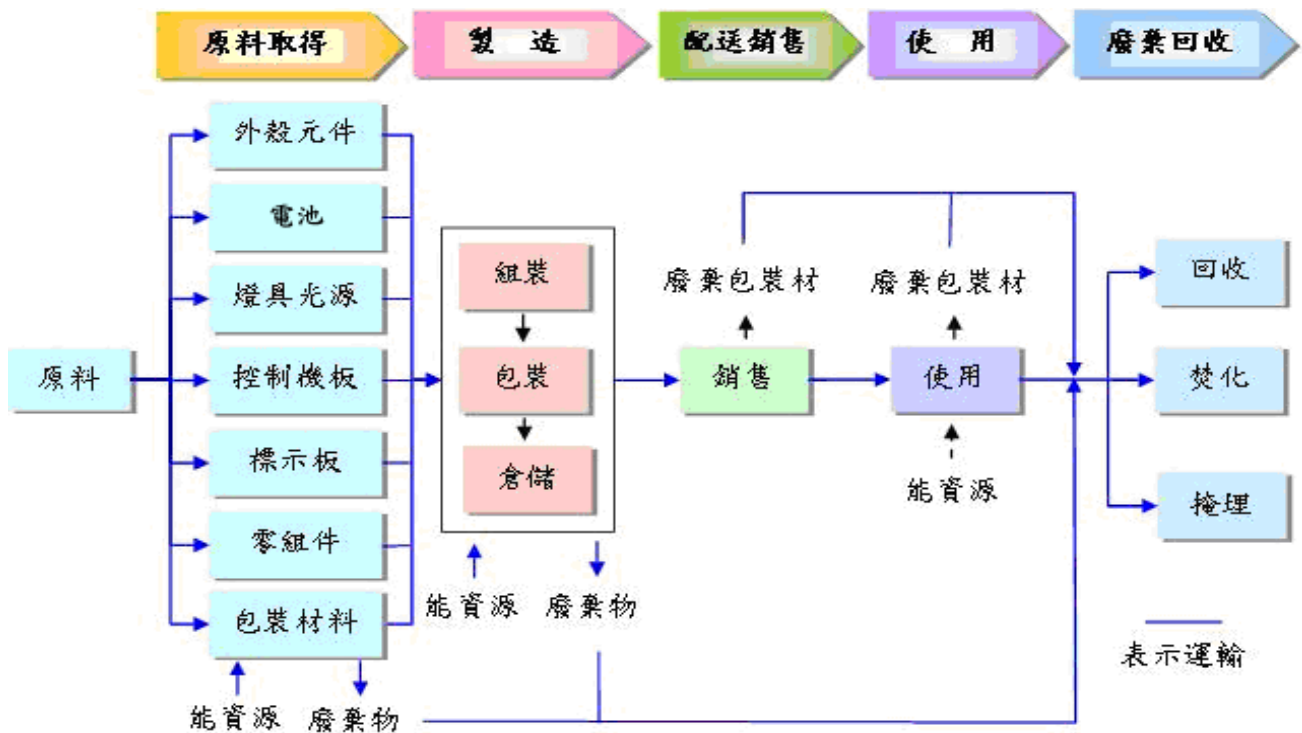 原料取得
製 造
配送銷售
使 用
廢棄回收
原料
外殼元件
電池
燈具光源
控制機板
標示板
零組件
包裝材料
能資源
廢棄物
組裝
包裝
倉儲
能資源
廢棄物
廢棄包裝材
銷售
廢棄包裝材
使用
能資源
回收
焚化
掩埋
表示運輸